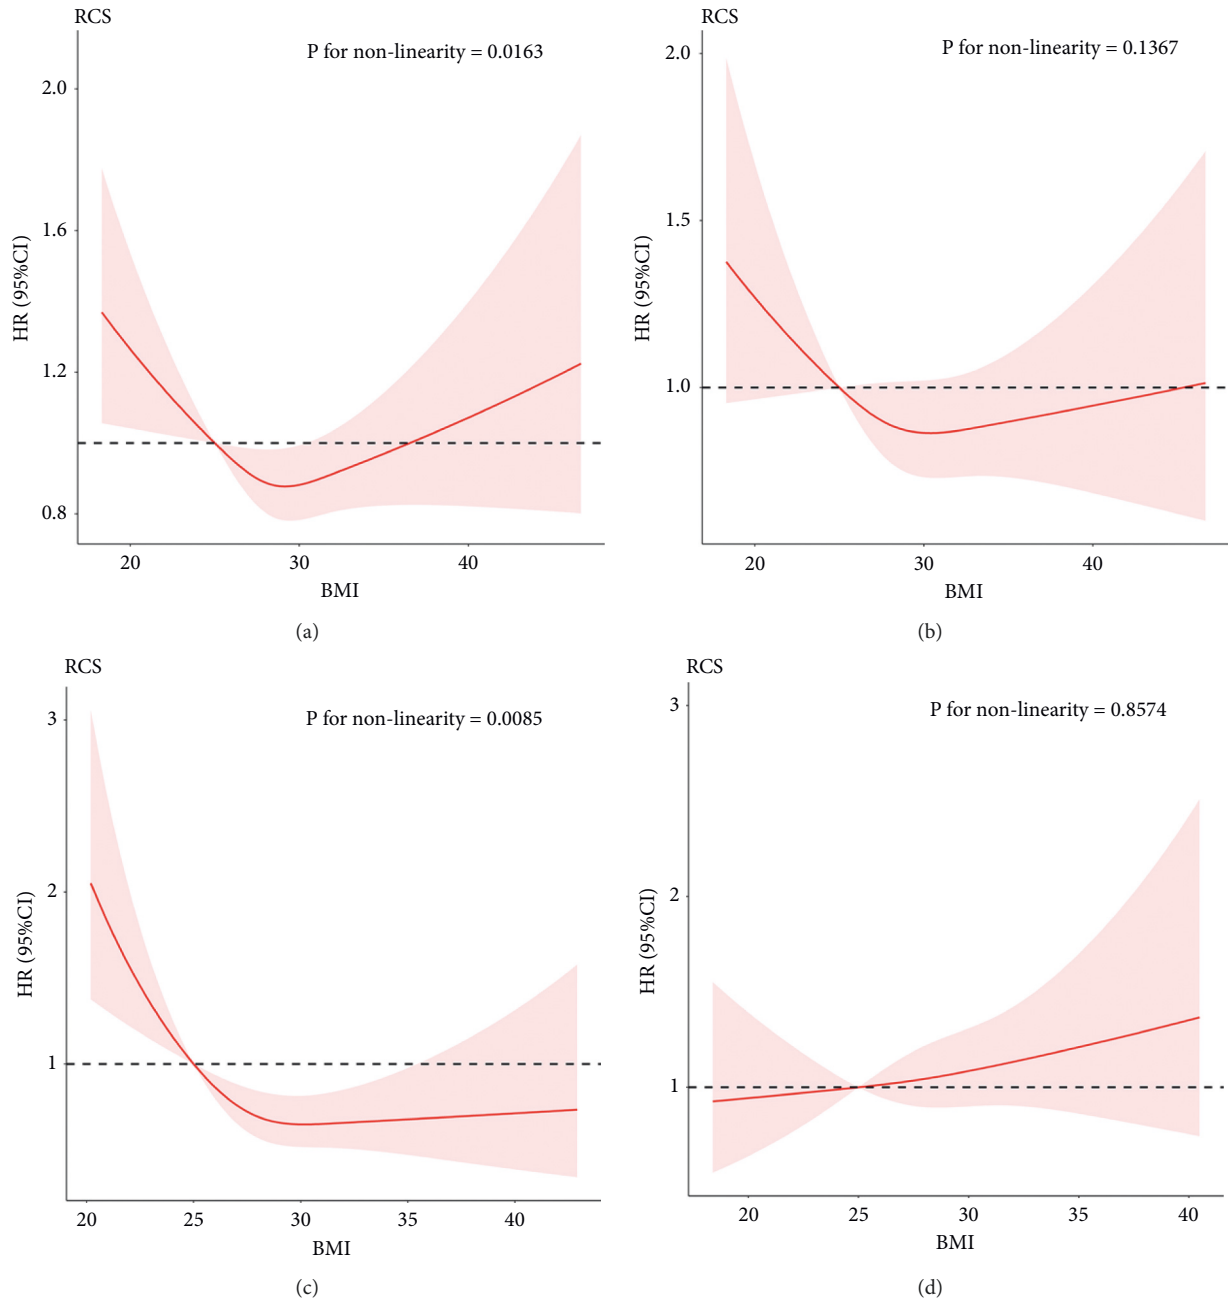 RCS
P for non-linearity = 0.0163
2.0
1.6
1.2
0.8
HR (95%CI)
20 30 40
BMI
(a)
RCS
P for non-linearity = 0.1367
2.0
1.5
1.0
HR (95%CI)
20 30 40
BMI
(b)
RCS
P for non-linearity = 0.0085
3
2
1
HR (95%CI)
20 25 30 35 40
BMI
(c)
RCS
P for non-linearity = 0.8574
3
2
1
HR (95%CI)
20 25 30 35 40
BMI
(d)